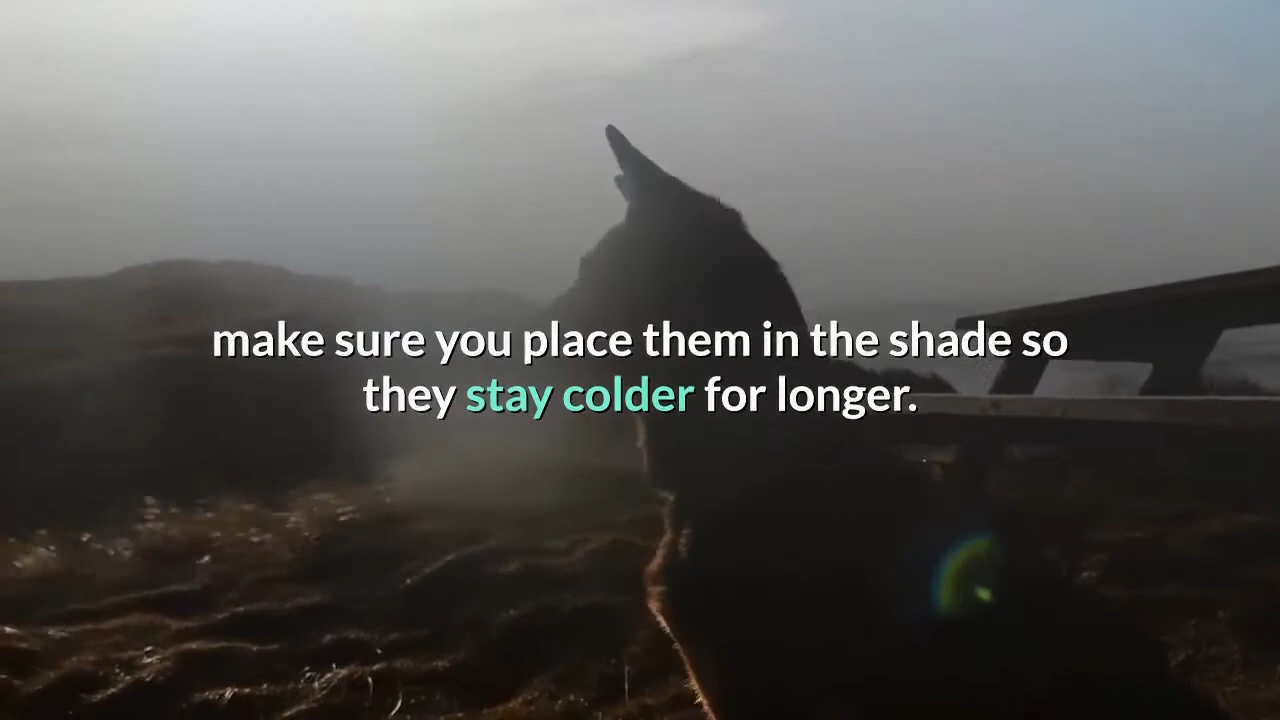 make sure you place them in the shade so
they stay colder for longer.